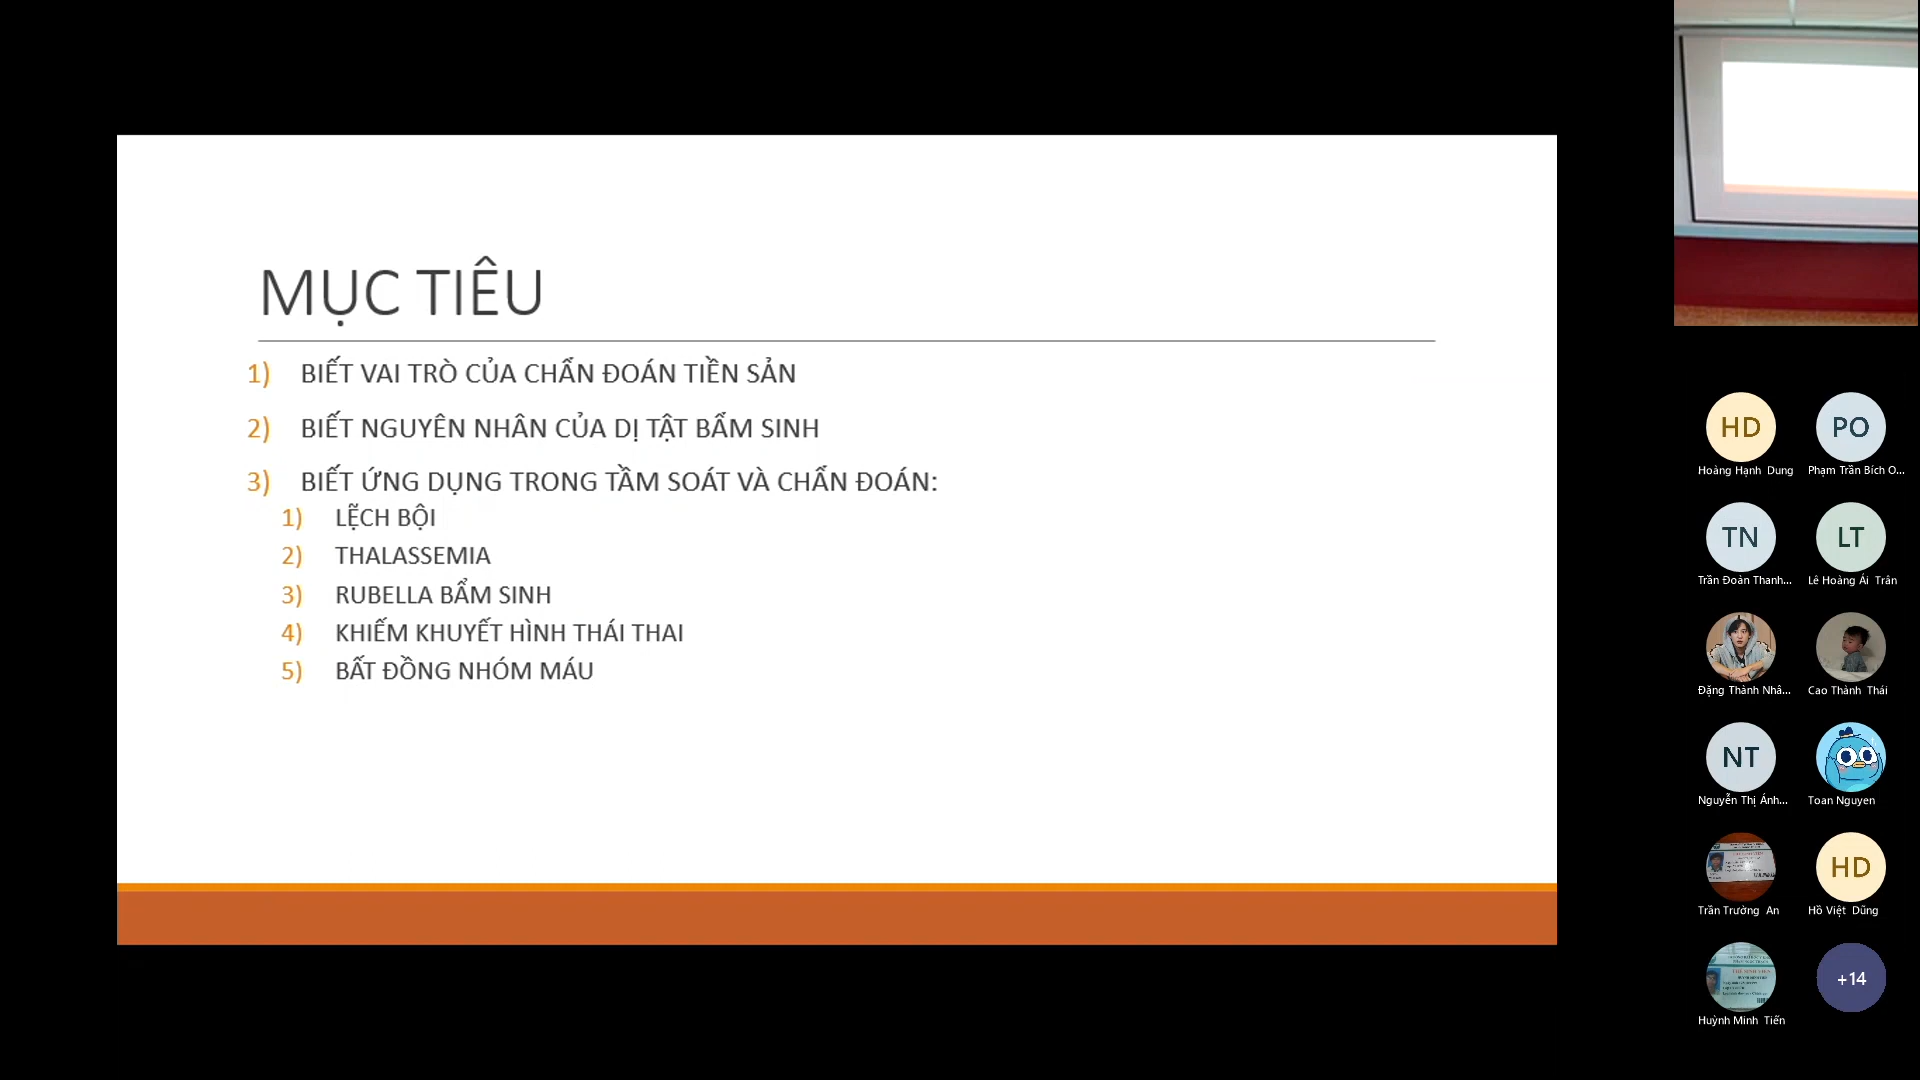 MỤC TIÊU
1) BIẾT VAI TRÒ CỦA CHẨN ĐOÁN TIỀN SẢN
2) BIẾT NGUYÊN NHÂN CỦA DỊ TẬT BẨM SINH
3) BIẾT ỨNG DỤNG TRONG TẦM SOÁT VÀ CHẨN ĐOÁN:
1) LỆCH BỘI
2) THALASSEMIA
3) RUBELLA BẨM SINH
4) KHIẾM KHUYẾT HÌNH THÁI THAI
5) BẤT ĐỒNG NHÓM MÁU
HD PO
Hoàng Hạnh Dung Phạm Trần Bích O...
TN LT
Trần Đoàn Thanh... Lê Hoàng Ái Trân
Đặng Thành Nhâ... Cao Thành Thái
NT
Nguyễn Thị Ánh... Toan Nguyen
HD
Trần Trường An Hồ Việt Dũng
+14
Huỳnh Minh Tiến